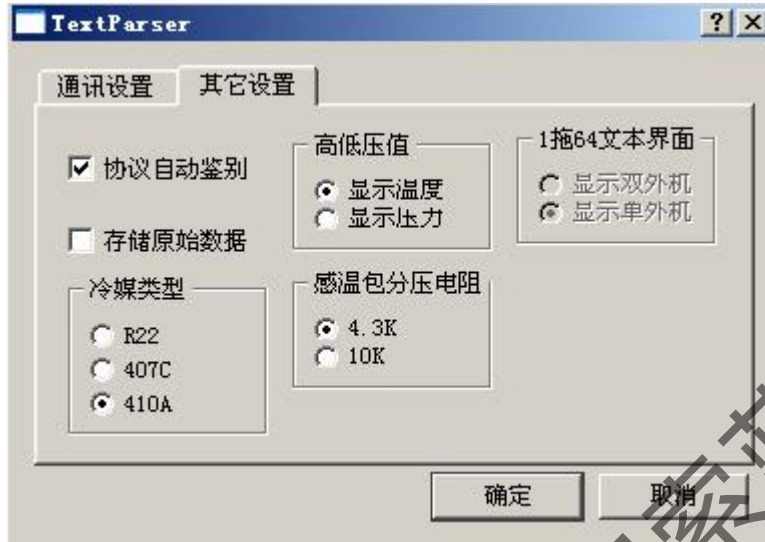 TextParser
通讯设置 其它设置
协议自动鉴别
存储原始数据
高低压值
显示温度
显示压力
1拖64文本界面
显示双外机
显示单外机
冷媒类型
R22
407C
410A
感温包分压电阻
4.3K
10K
确定 取消